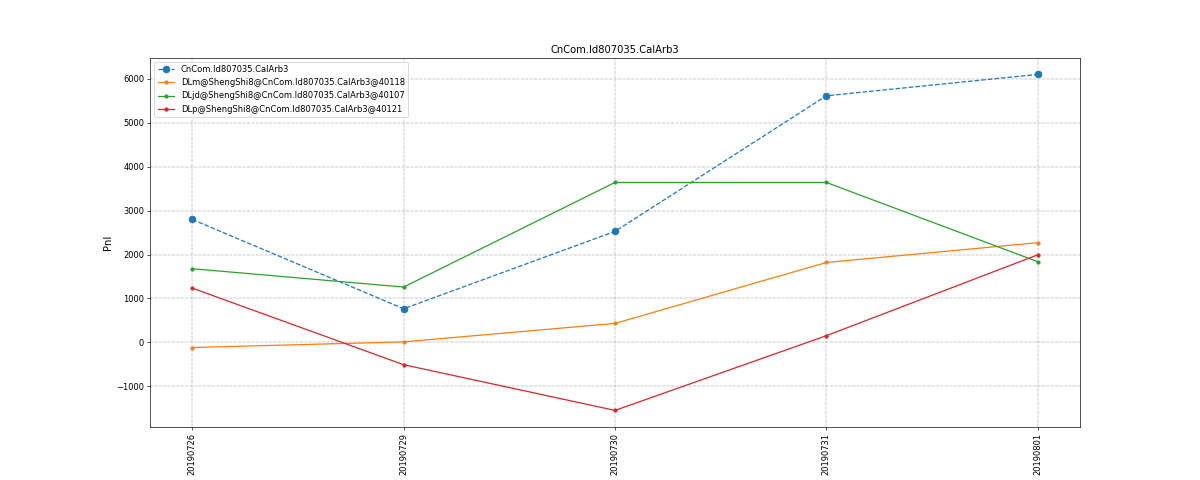 CnCom.Id807035.CalArb3
CnCom.Id807035.CalArb3
DLm@ShengShi8@CnCom.Id807035.CalArb3@40118
DLjd@ShengShi8@CnCom.Id807035.CalArb3@40107
DLp@ShengShi8@CnCom.Id807035.CalArb3@40121
6000
5000
4000
3000
2000
1000
0
−1000
Pnl
20190726
20190729
20190730
20190731
20190801